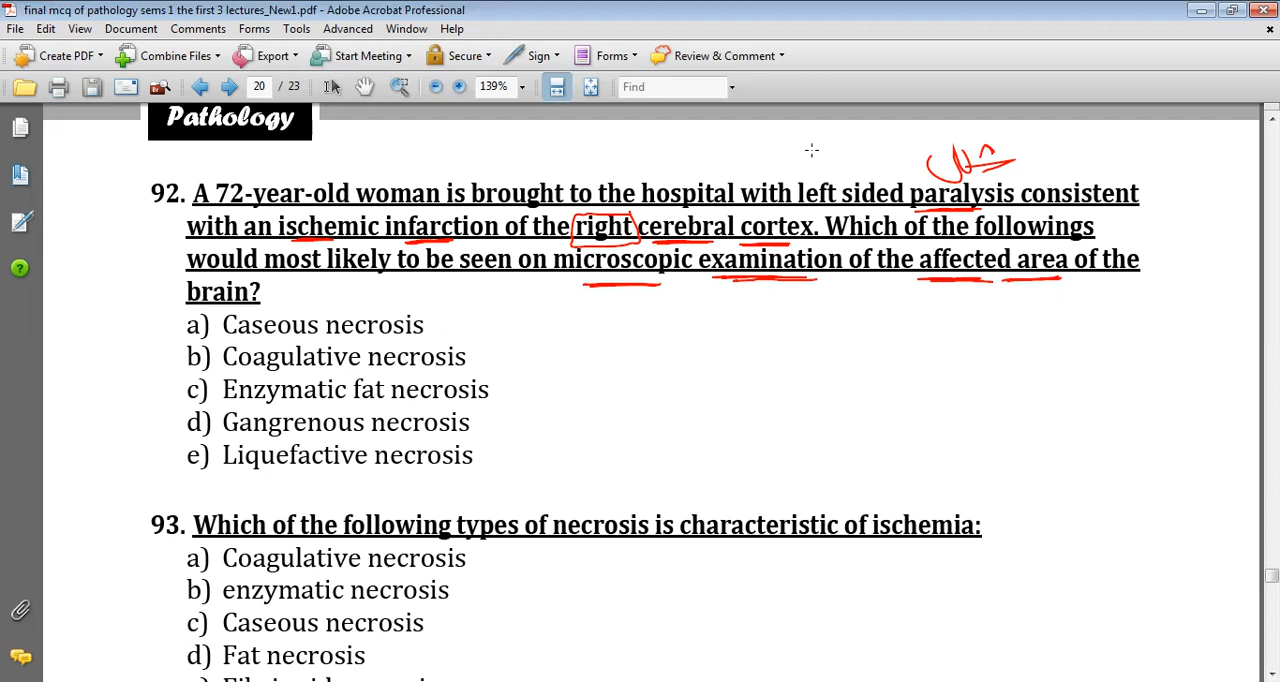 final mcq of pathology sems 1 the first 3 lectures_New1.pdf - Adobe Acrobat Professional
File Edit View Document Comments Forms Tools Advanced Window Help
Create PDF Combine Files Export Start Meeting Secure Sign Forms Review & Comment
20 / 23 139% Find
Pathology
92. A 72-year-old woman is brought to the hospital with left sided paralysis consistent
with an ischemic infarction of the right cerebral cortex. Which of the followings
would most likely to be seen on microscopic examination of the affected area of the
brain?
a) Caseous necrosis
b) Coagulative necrosis
c) Enzymatic fat necrosis
d) Gangrenous necrosis
e) Liquefactive necrosis
93. Which of the following types of necrosis is characteristic of ischemia:
a) Coagulative necrosis
b) enzymatic necrosis
c) Caseous necrosis
d) Fat necrosis